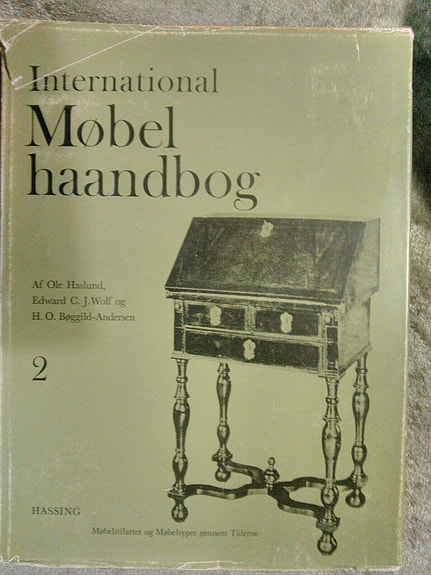 International
Møbel
haandbog
Af Ole Haslund,
Edward C. J. Wolf og
H. O. Bøggild-Andersen
2
HASSING
Møbelstilarter og Møbeltyper gennem Tiderne